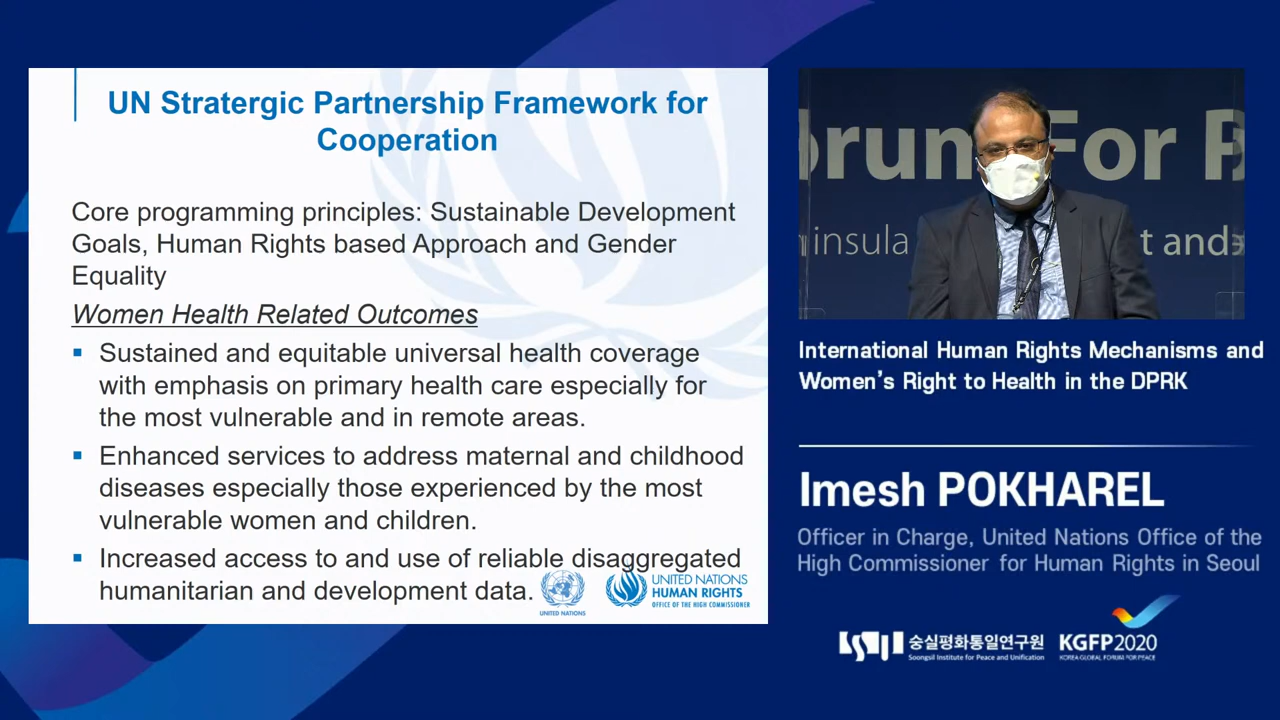 UN Stratergic Partnership Framework for
Cooperation
Core programming principles: Sustainable Development
Goals, Human Rights based Approach and Gender
Equality
Women Health Related Outcomes
Sustained and equitable universal health coverage
with emphasis on primary health care especially for
the most vulnerable and in remote areas.
Enhanced services to address maternal and childhood
diseases especially those experienced by the most
vulnerable women and children.
Increased access to and use of reliable disaggregated
humanitarian and development data.
UNITED NATIONS
UNITED NATIONS
HUMAN RIGHTS
OFFICE OF THE HIGH COMMISSIONER
orum For P
insula t and
International Human Rights Mechanisms and
Women's Right to Health in the DPRK
Imesh POKHAREL
Officer in Charge, United Nations Office of the
High Commissioner for Human Rights in Seoul
숭실평화통일연구원
Soongsil Institute for Peace and Unification
KGFP2020
KOREA GLOBAL FORUM FOR PEACE